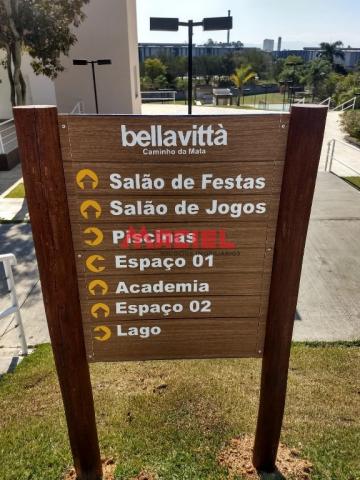 bellavittà
Caminho da Mata
Salão de Festas
Salão de Jogos
Piscinas
Espaço 01
Academia
Espaço 02
Lago